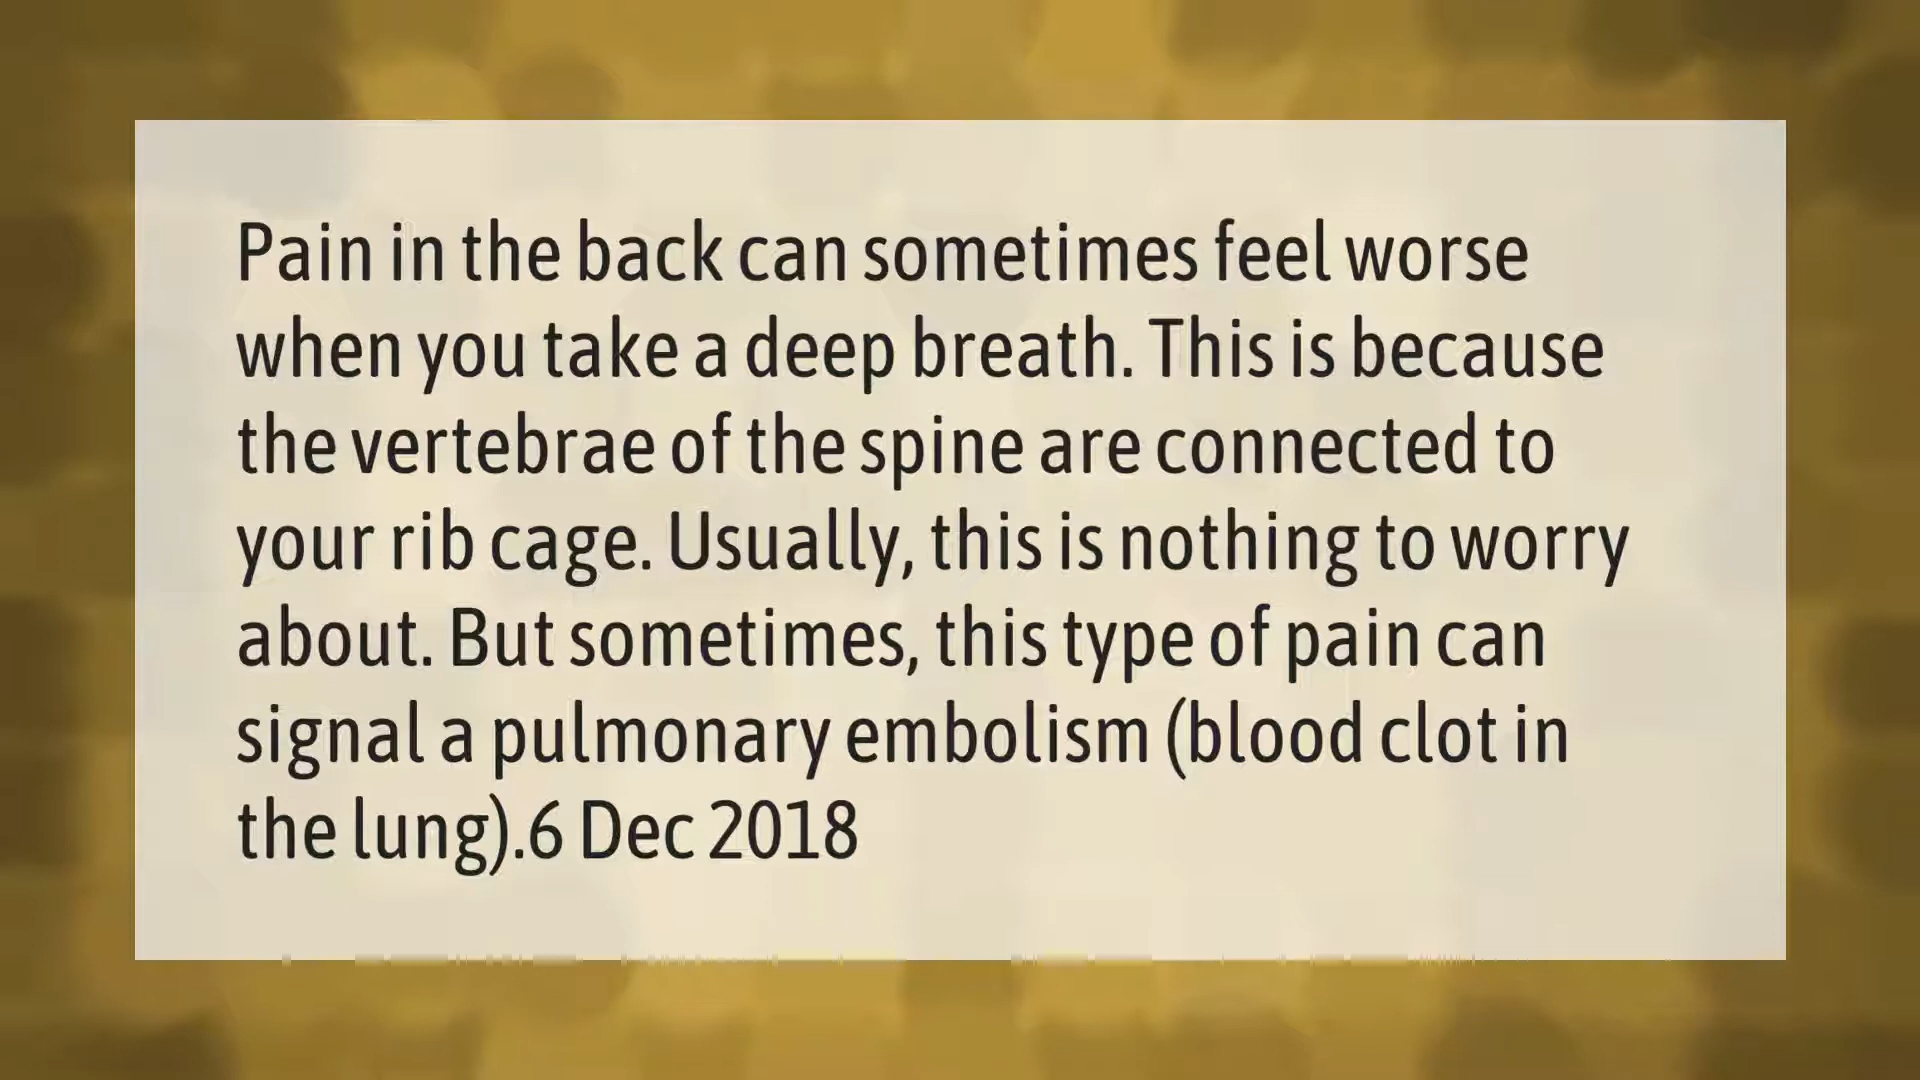 Pain in the back can sometimes feel worse
when you take a deep breath. This is because
the vertebrae of the spine are connected to
your rib cage. Usually, this is nothing to worry
about. But sometimes, this type of pain can
signal a pulmonary embolism (blood clot in
the lung).6 Dec 2018